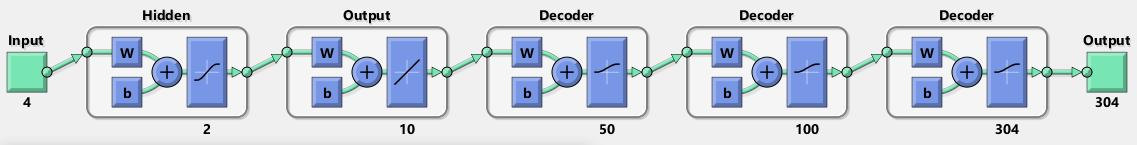 Hidden Output Decoder Decoder Decoder
Input Output
W W W W W
+ + + + +
b b b b b
4 304
2 10 50 100 304